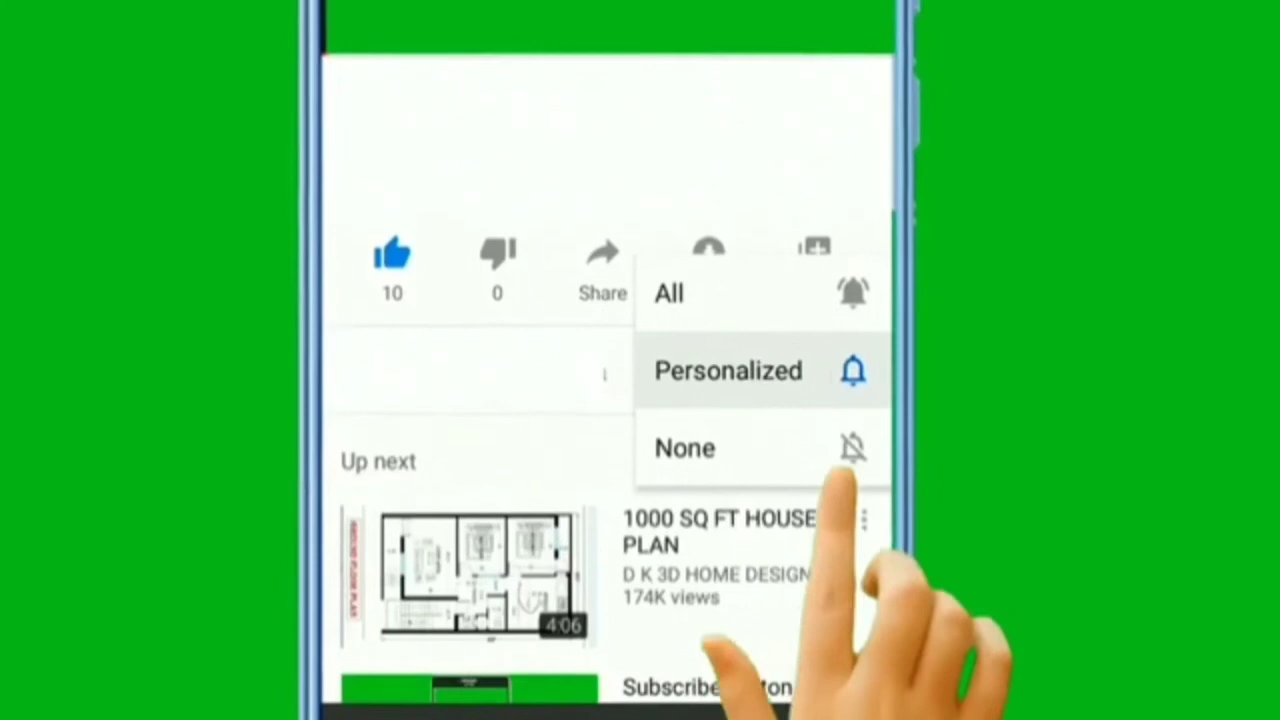 10
0
Share
All
Personalized
None
Up next
1000 SQ FT HOUSE
PLAN
D K 3D HOME DESIGN
174K views
4:06
Subscribe